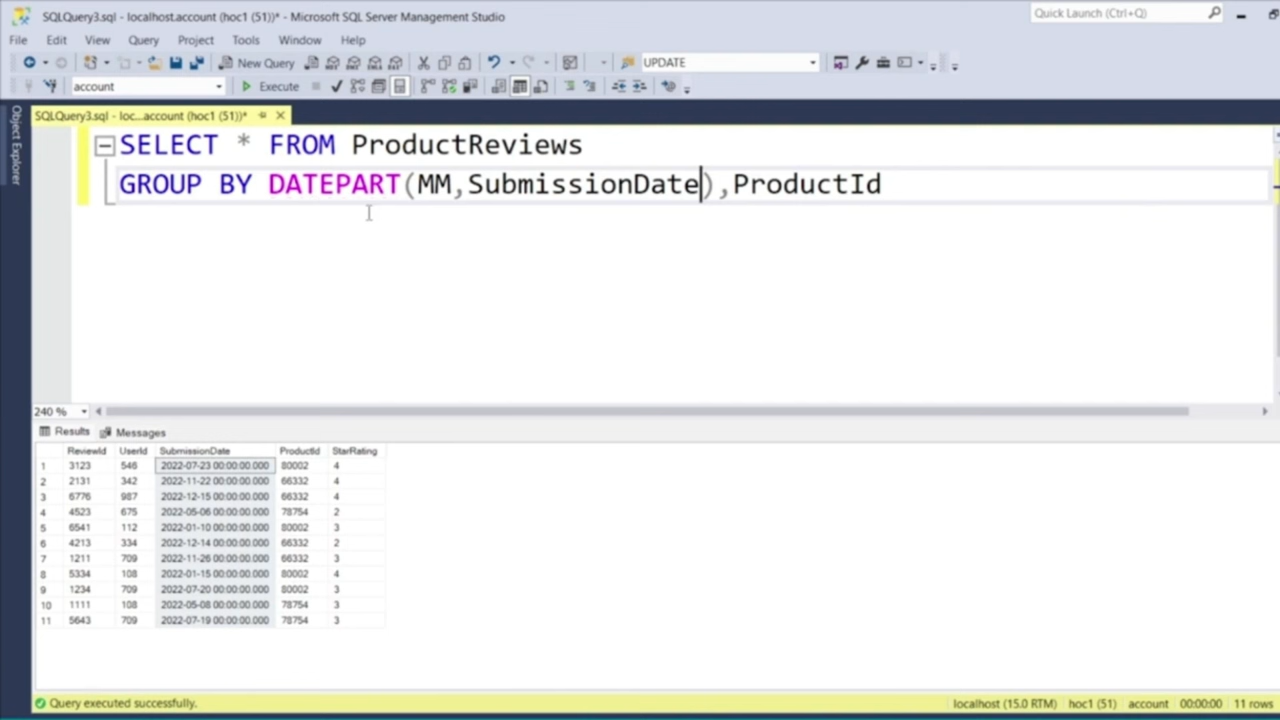 SQLQuery3.sql - localhost.account (hoc1 (51))* - Microsoft SQL Server Management Studio
Quick Launch (Ctrl+Q)
File Edit View Query Project Tools Window Help
New Query
UPDATE
account
Execute
SQLQuery3.sql - loc...account (hoc1 (51))*
Object Explorer
SELECT * FROM ProductReviews
GROUP BY DATEPART(MM,SubmissionDate),ProductId
240 %
Results Messages
ReviewId UserId SubmissionDate ProductId StarRating
1 3123 546 2022-07-23 00:00:00.000 80002 4
2 2131 342 2022-11-22 00:00:00.000 66332 4
3 6776 987 2022-12-15 00:00:00.000 66332 4
4 4523 675 2022-05-06 00:00:00.000 78754 2
5 6541 112 2022-01-10 00:00:00.000 80002 3
6 4213 334 2022-12-14 00:00:00.000 66332 2
7 1211 709 2022-11-26 00:00:00.000 66332 3
8 5334 108 2022-01-15 00:00:00.000 80002 4
9 1234 709 2022-07-20 00:00:00.000 80002 3
10 1111 108 2022-05-08 00:00:00.000 78754 3
11 5643 709 2022-07-19 00:00:00.000 78754 3
Query executed successfully.
localhost (15.0 RTM) hoc1 (51) account 00:00:00 11 rows